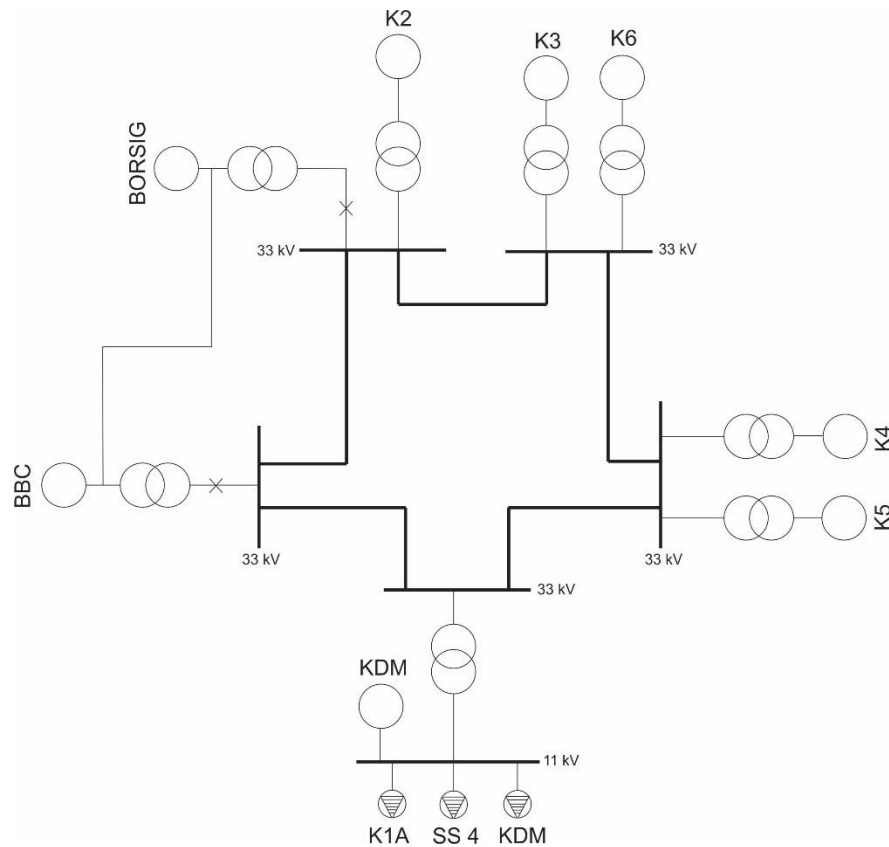 K2
K3
K6
BORSIG
33 kV
33 kV
K4
BBC
K5
33 kV
33 kV
33 kV
KDM
11 kV
K1A
SS 4
KDM